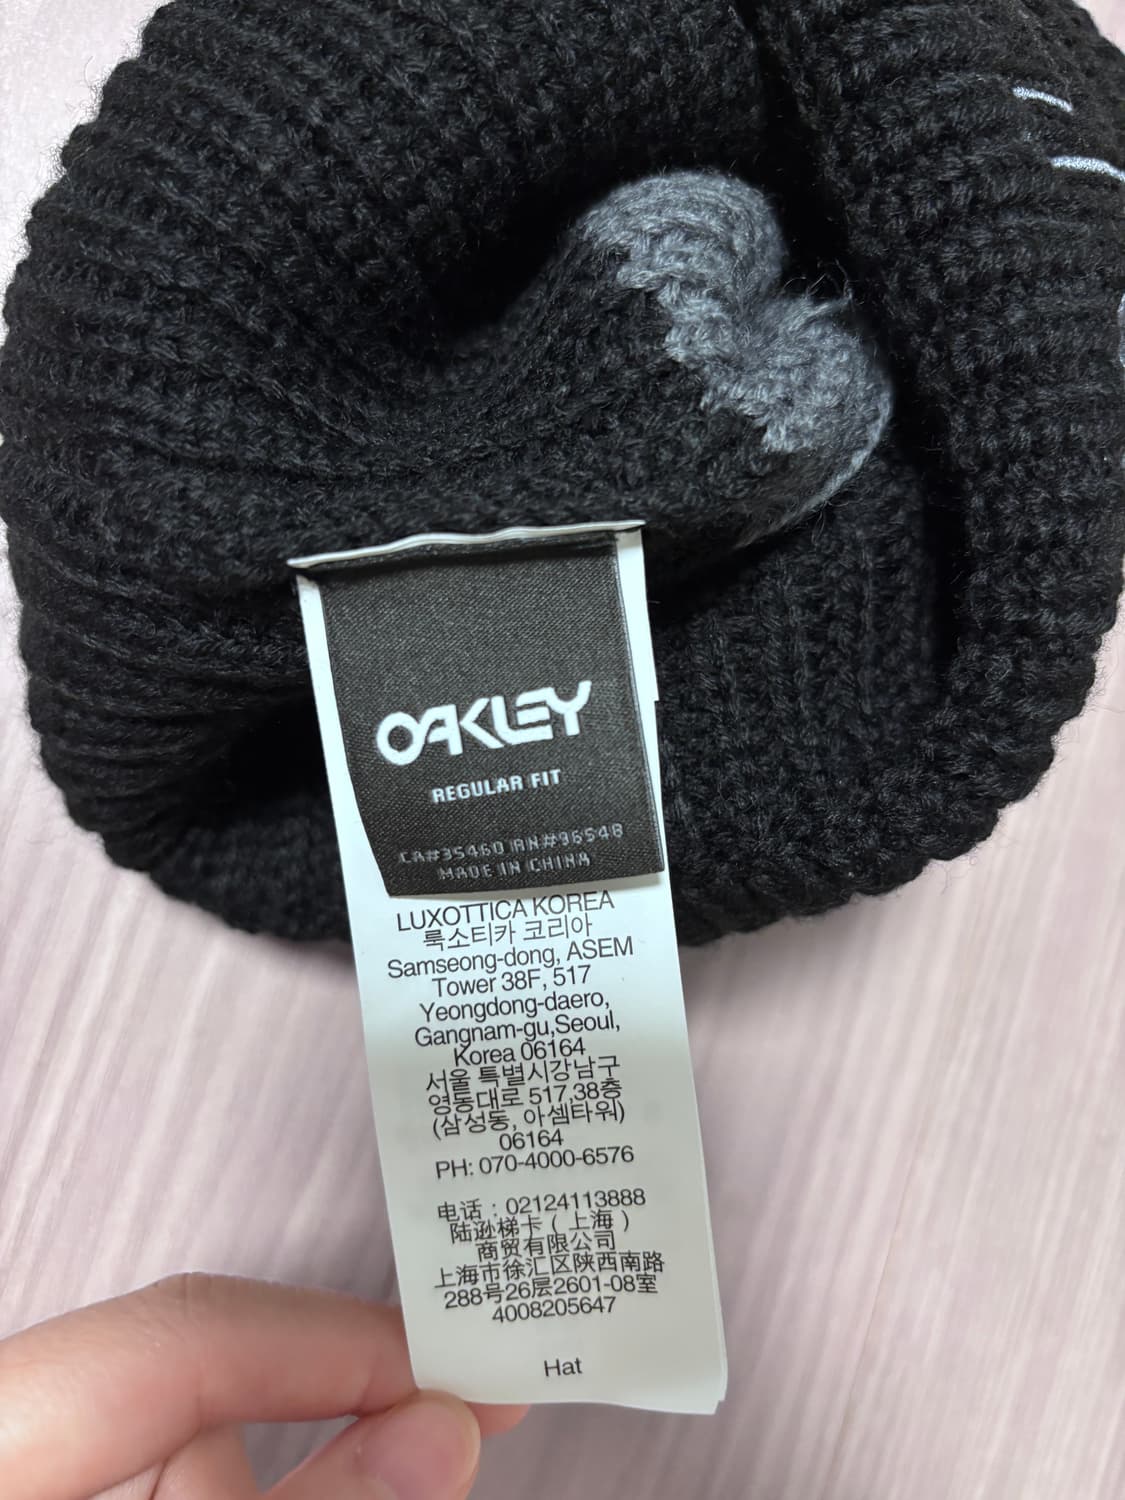 OAKLEY
REGULAR FIT
CA#35460 RN#96548
MADE IN CHINA
LUXOTTICA KOREA
룩소티카 코리아
Samseong-dong, ASEM
Tower 38F, 517
Yeongdong-daero,
Gangnam-gu,Seoul,
Korea 06164
서울 특별시강남구
영동대로 517,38층
(삼성동, 아셈타워)
06164
PH: 070-4000-6576
电话：02124113888
陆逊梯卡（上海）
商贸有限公司
上海市徐汇区陕西南路
288号26层2601-08室
4008205647
Hat